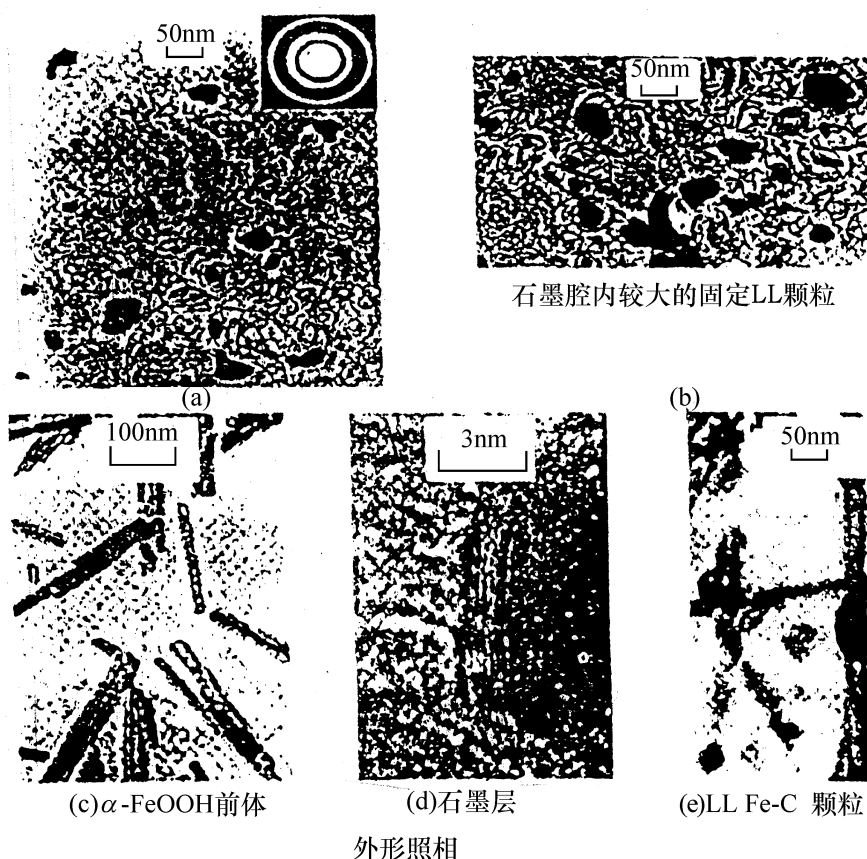 50nm
50nm
石墨腔内较大的固定LL颗粒
(a)
(b)
100nm
3nm
50nm
(c)α-FeOOH前体
(d)石墨层
(e)LL Fe-C 颗粒
外形照相